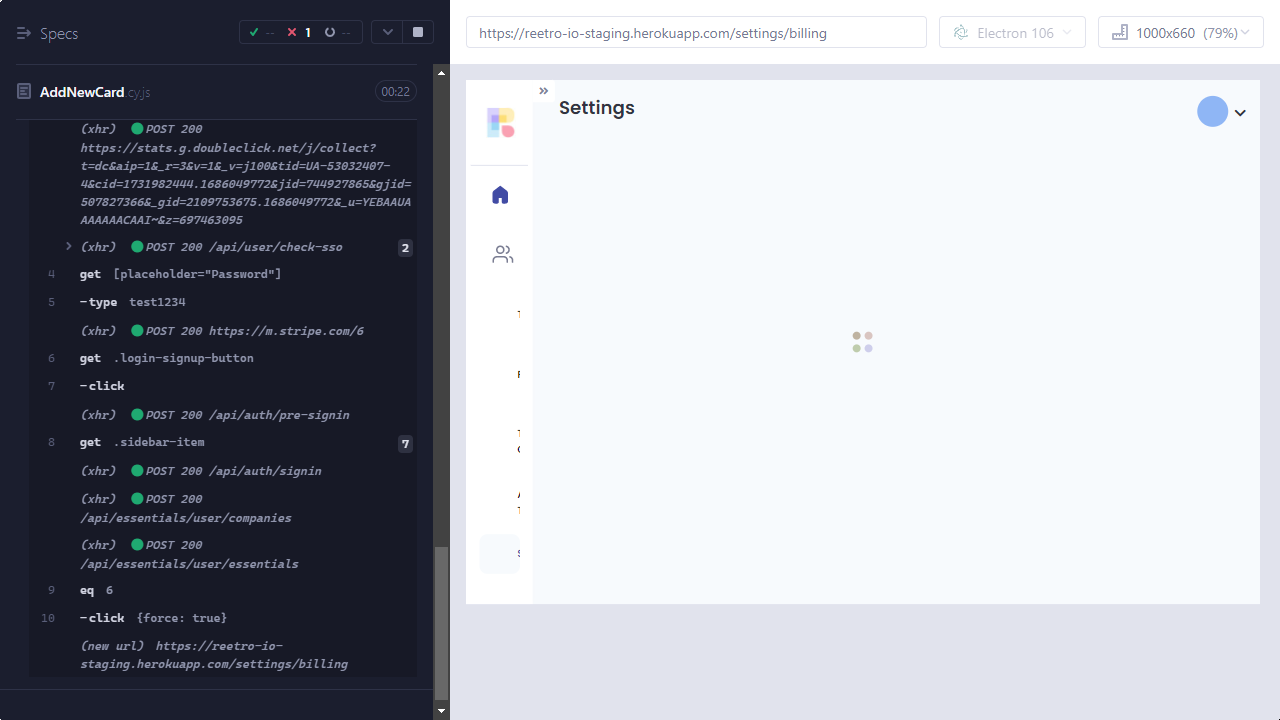 Specs
--
1
--
https://reetro-io-staging.herokuapp.com/settings/billing
Electron 106
1000x660 (79%)
AddNewCard.cy.js
00:22
(xhr) POST 200
https://stats.g.doubleclick.net/j/collect?
t=dc&aip=1&_r=3&v=1&_v=j100&tid=UA-53032407-
4&cid=1731982444.1686049772&jid=744927865&gjid=
507827366&_gid=2109753675.1686049772&_u=YEBAAUA
AAAAAACAAI~&z=697463095
(xhr) POST 200 /api/user/check-sso 2
4 get [placeholder="Password"]
5 -type test1234
(xhr) POST 200 https://m.stripe.com/6
6 get .login-signup-button
7 -click
(xhr) POST 200 /api/auth/pre-signin
8 get .sidebar-item 7
(xhr) POST 200 /api/auth/signin
(xhr) POST 200
/api/essentials/user/companies
(xhr) POST 200
/api/essentials/user/essentials
9 eq 6
10 -click {force: true}
(new url) https://reetro-io-
staging.herokuapp.com/settings/billing
»
Settings